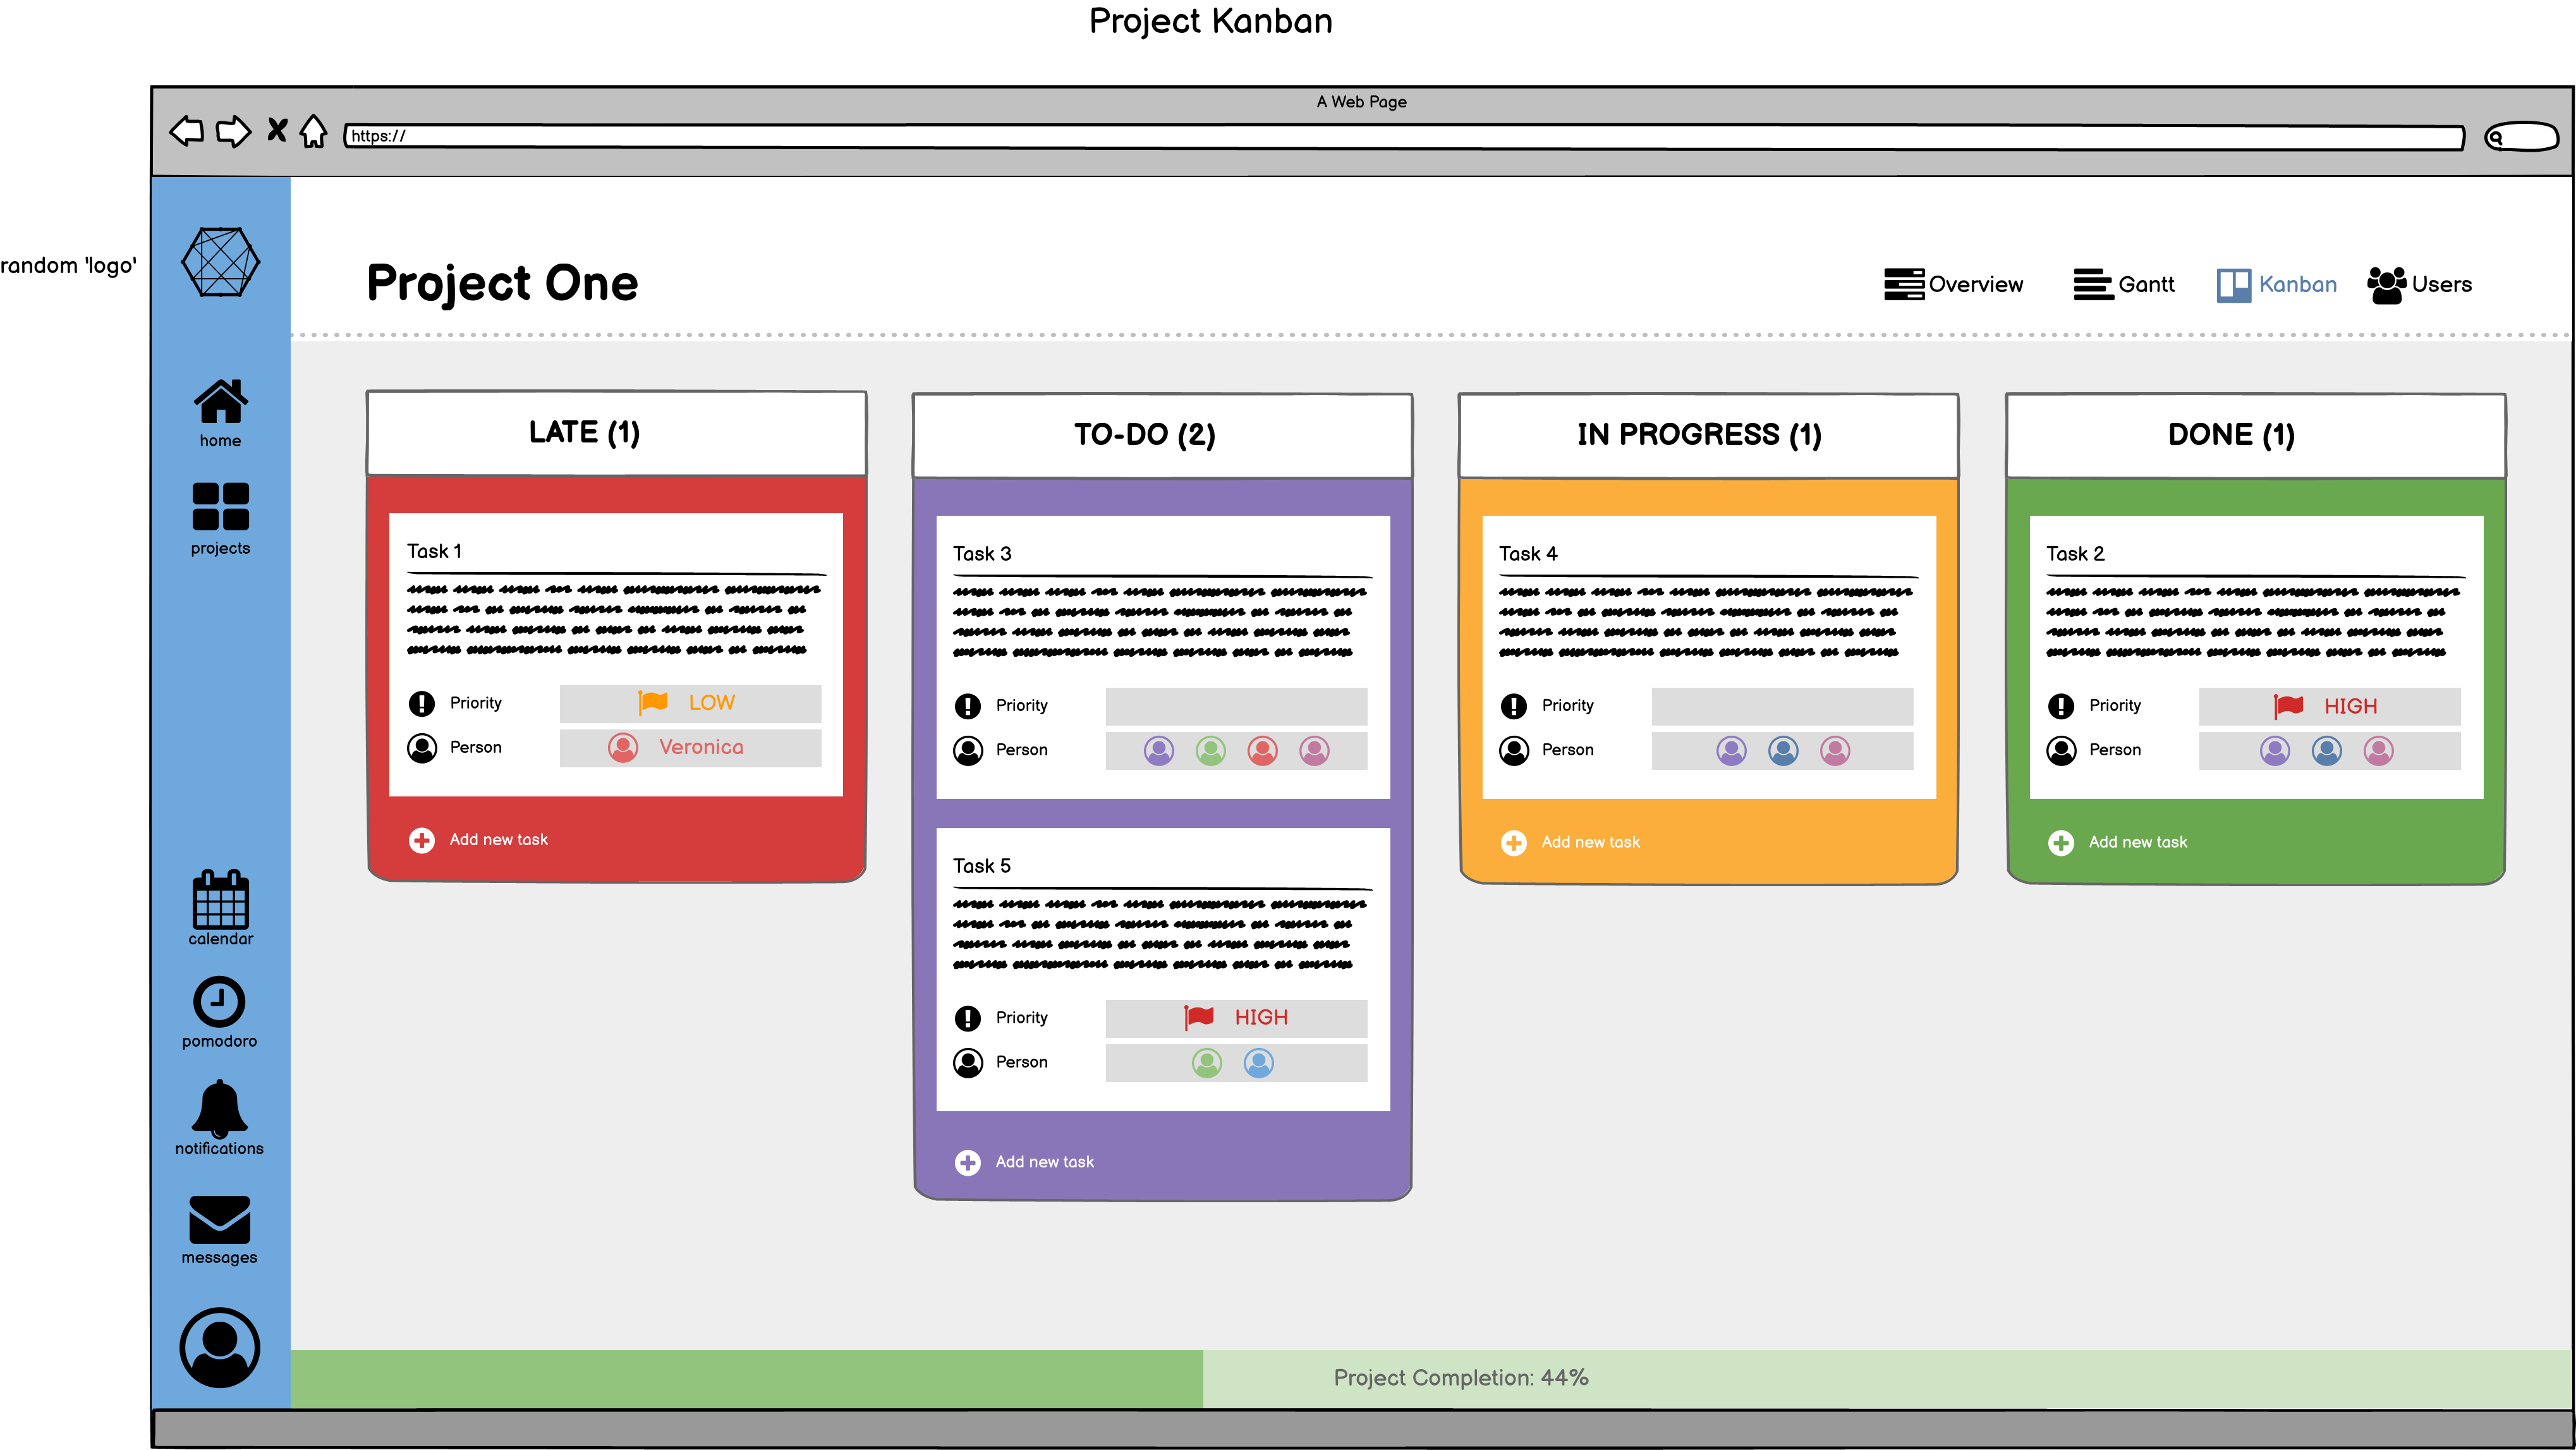 Project Kanban
A Web Page
https://
random 'logo'
Project One
Overview
Gantt
Kanban
Users
home
projects
calendar
pomodoro
notifications
messages
LATE (1)
Task 1
Priority
LOW
Person
Veronica
Add new task
TO-DO (2)
Task 3
Priority
Person
Task 5
Priority
HIGH
Person
Add new task
IN PROGRESS (1)
Task 4
Priority
Person
Add new task
DONE (1)
Task 2
Priority
HIGH
Person
Add new task
Project Completion: 44%